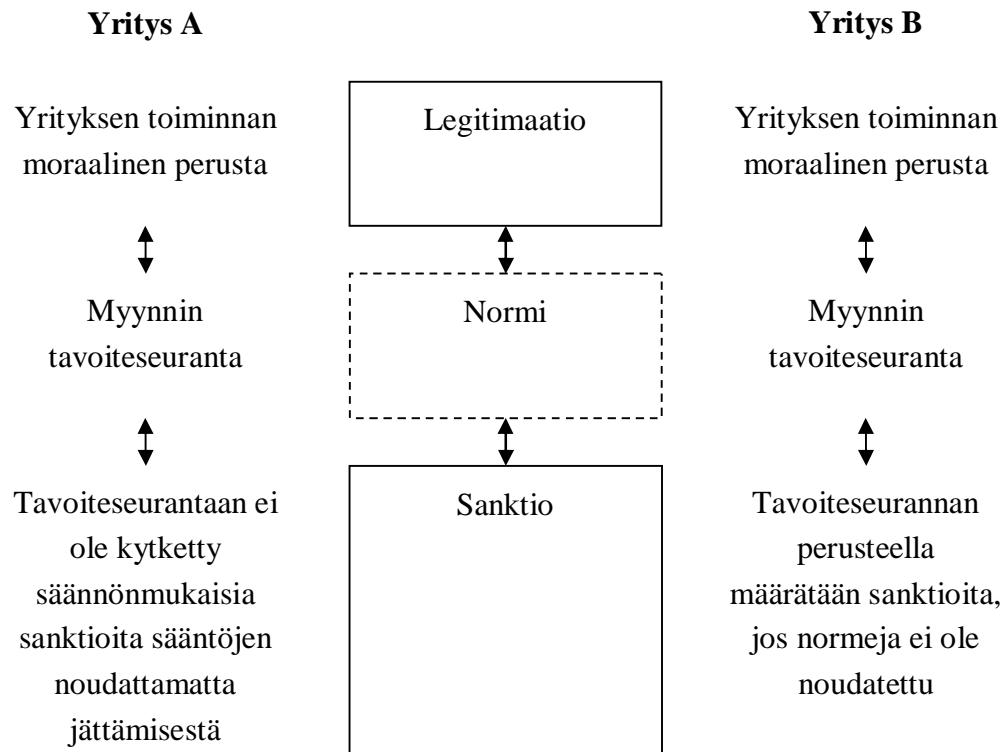 Yritys A
Yritys B
Yrityksen toiminnan
moraalinen perusta
Legitimaatio
Yrityksen toiminnan
moraalinen perusta
Myynnin
tavoiteseuranta
Normi
Myynnin
tavoiteseuranta
Tavoiteseurantaan ei
ole kytketty
säännönmukaisia
sanktioita sääntöjen
noudattamatta
jättämisestä
Sanktio
Tavoiteseurannan
perusteella
määrätään sanktioita,
jos normeja ei ole
noudatettu